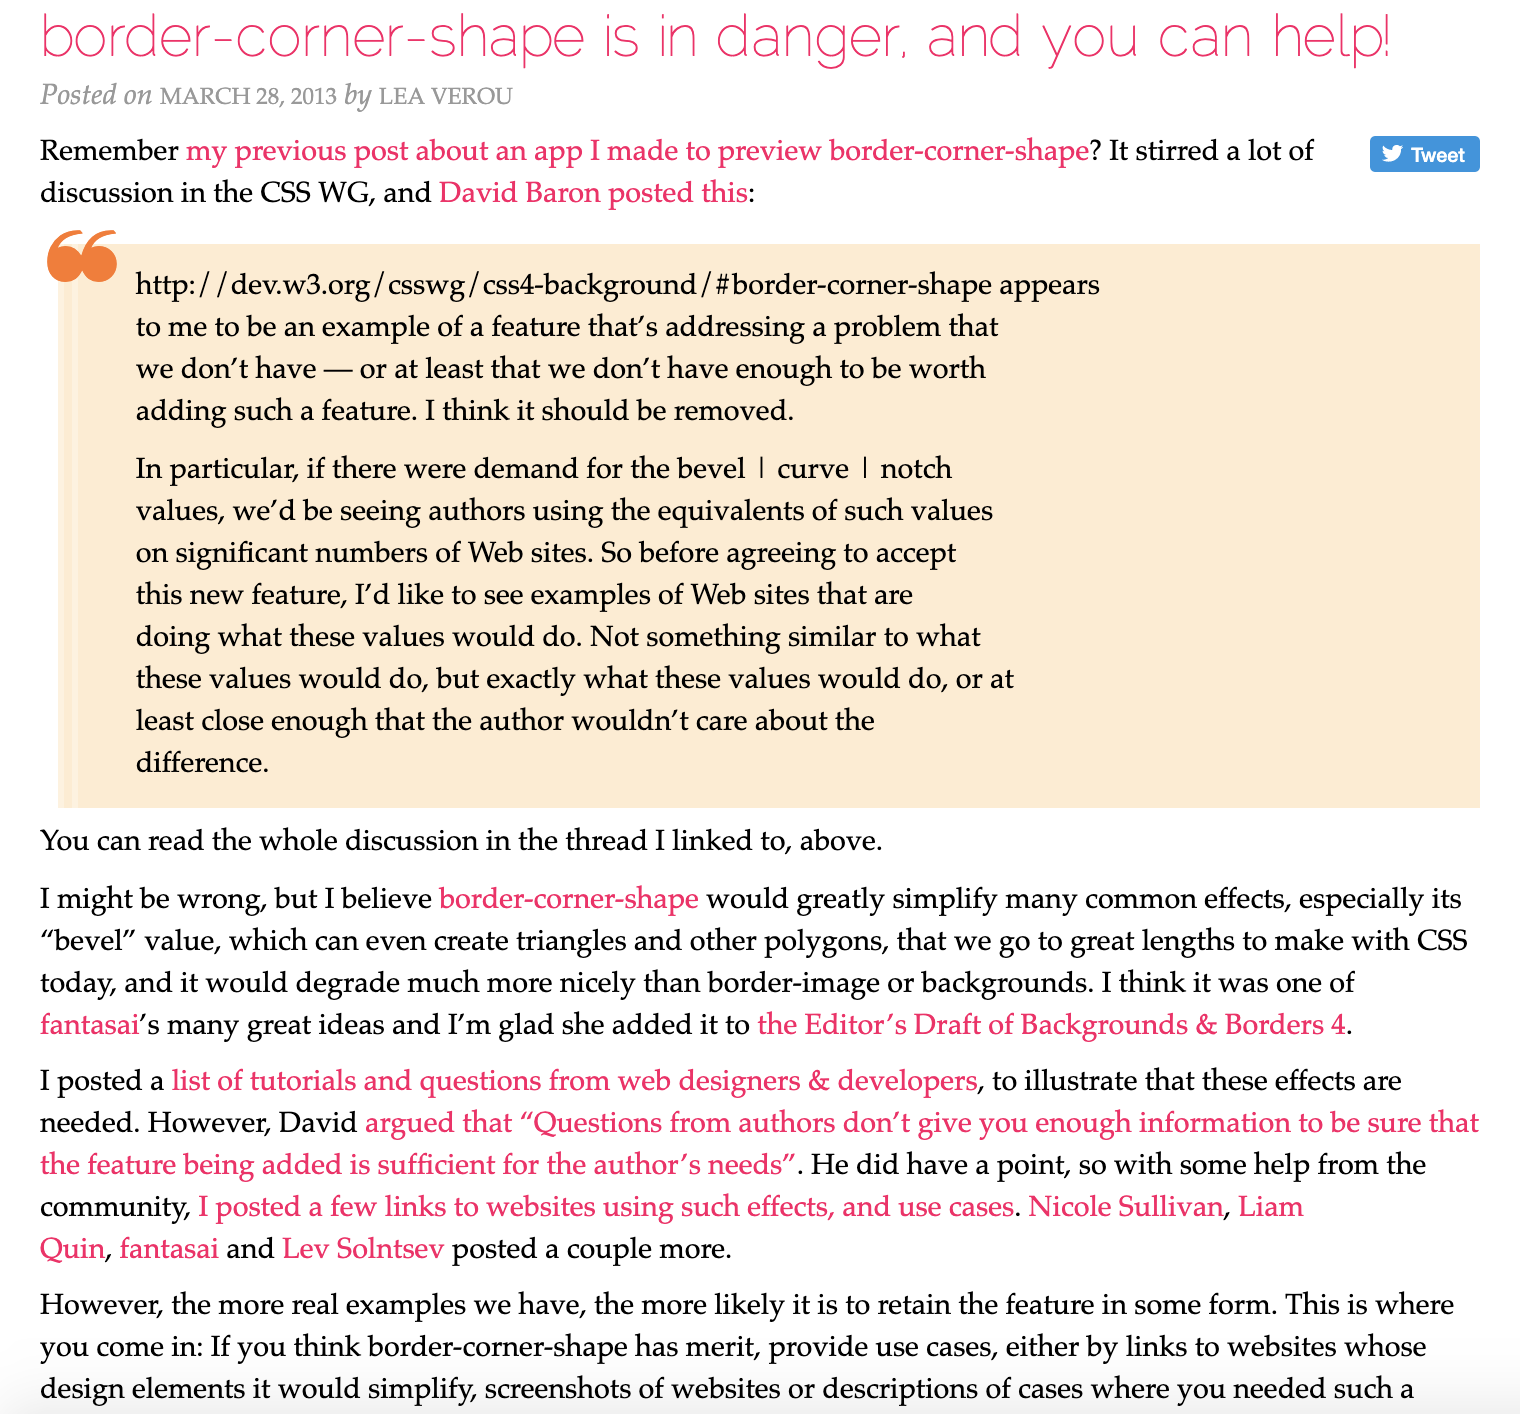 border-corner-shape is in danger, and you can help!
Posted on MARCH 28, 2013 by LEA VEROU
Remember my previous post about an app I made to preview border-corner-shape? It stirred a lot of
Tweet
discussion in the CSS WG, and David Baron posted this:
http://dev.w3.org/csswg/css4-background/#border-corner-shape appears
to me to be an example of a feature that’s addressing a problem that
we don’t have — or at least that we don’t have enough to be worth
adding such a feature. I think it should be removed.
In particular, if there were demand for the bevel | curve | notch
values, we’d be seeing authors using the equivalents of such values
on significant numbers of Web sites. So before agreeing to accept
this new feature, I’d like to see examples of Web sites that are
doing what these values would do. Not something similar to what
these values would do, but exactly what these values would do, or at
least close enough that the author wouldn’t care about the
difference.
You can read the whole discussion in the thread I linked to, above.
I might be wrong, but I believe border-corner-shape would greatly simplify many common effects, especially its
“bevel” value, which can even create triangles and other polygons, that we go to great lengths to make with CSS
today, and it would degrade much more nicely than border-image or backgrounds. I think it was one of
fantasai’s many great ideas and I’m glad she added it to the Editor’s Draft of Backgrounds & Borders 4.
I posted a list of tutorials and questions from web designers & developers, to illustrate that these effects are
needed. However, David argued that “Questions from authors don’t give you enough information to be sure that
the feature being added is sufficient for the author’s needs”. He did have a point, so with some help from the
community, I posted a few links to websites using such effects, and use cases. Nicole Sullivan, Liam
Quin, fantasai and Lev Solntsev posted a couple more.
However, the more real examples we have, the more likely it is to retain the feature in some form. This is where
you come in: If you think border-corner-shape has merit, provide use cases, either by links to websites whose
design elements it would simplify, screenshots of websites or descriptions of cases where you needed such a